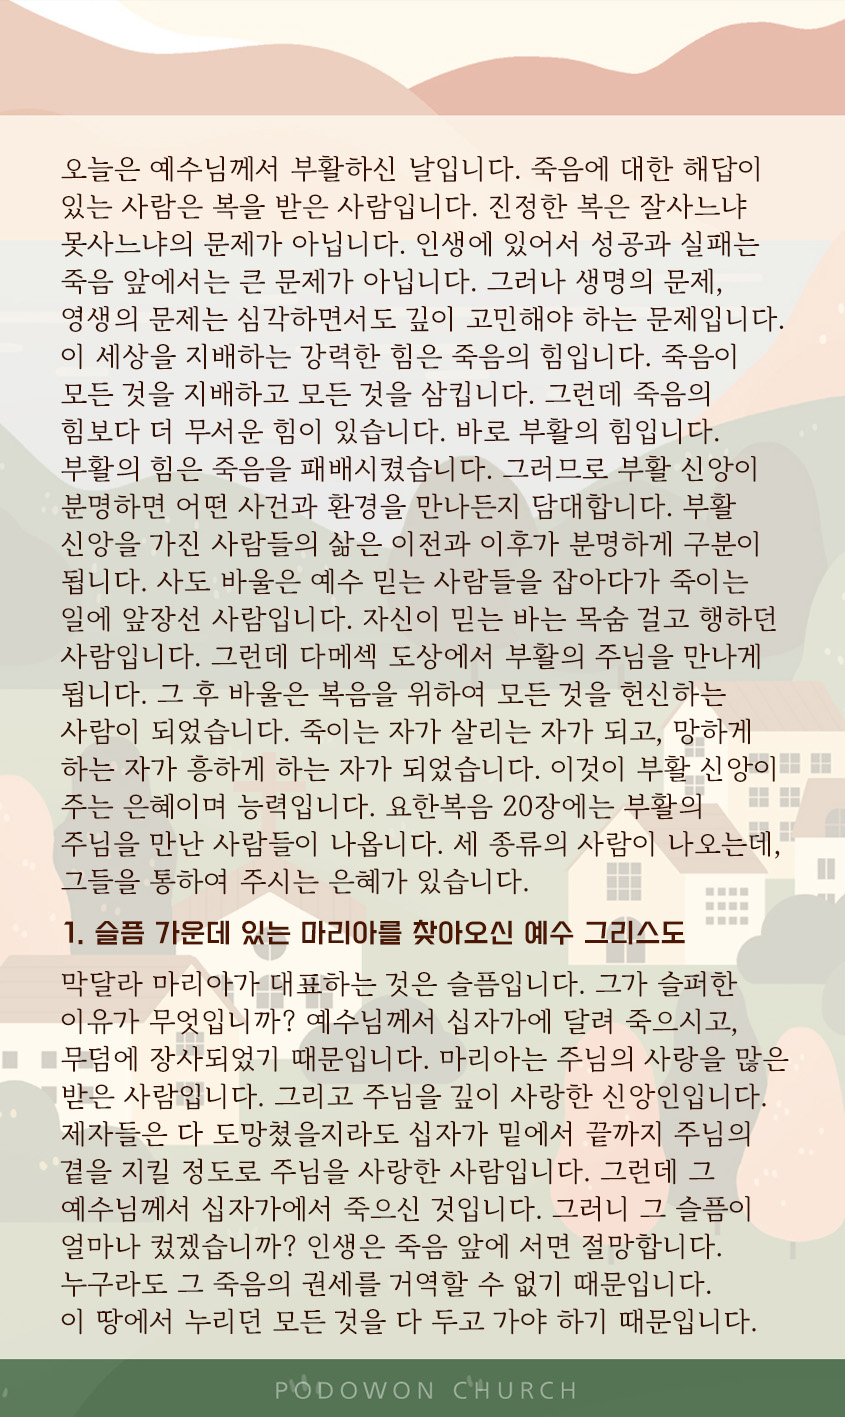 오늘은 예수님께서 부활하신 날입니다. 죽음에 대한 해답이
있는 사람은 복을 받은 사람입니다. 진정한 복은 잘사느냐
못사느냐의 문제가 아닙니다. 인생에 있어서 성공과 실패는
죽음 앞에서는 큰 문제가 아닙니다. 그러나 생명의 문제,
영생의 문제는 심각하면서도 깊이 고민해야 하는 문제입니다.
이 세상을 지배하는 강력한 힘은 죽음의 힘입니다. 죽음이
모든 것을 지배하고 모든 것을 삼킵니다. 그런데 죽음의
힘보다 더 무서운 힘이 있습니다. 바로 부활의 힘입니다.
부활의 힘은 죽음을 패배시켰습니다. 그러므로 부활 신앙이
분명하면 어떤 사건과 환경을 만나든지 담대합니다. 부활
신앙을 가진 사람들의 삶은 이전과 이후가 분명하게 구분이
됩니다. 사도 바울은 예수 믿는 사람들을 잡아다가 죽이는
일에 앞장선 사람입니다. 자신이 믿는 바는 목숨 걸고 행하던
사람입니다. 그런데 다메섹 도상에서 부활의 주님을 만나게
됩니다. 그 후 바울은 복음을 위하여 모든 것을 헌신하는
사람이 되었습니다. 죽이는 자가 살리는 자가 되고, 망하게
하는 자가 흥하게 하는 자가 되었습니다. 이것이 부활 신앙이
주는 은혜이며 능력입니다. 요한복음 20장에는 부활의
주님을 만난 사람들이 나옵니다. 세 종류의 사람이 나오는데,
그들을 통하여 주시는 은혜가 있습니다.
1. 슬픔 가운데 있는 마리아를 찾아오신 예수 그리스도
막달라 마리아가 대표하는 것은 슬픔입니다. 그가 슬퍼한
이유가 무엇입니까? 예수님께서 십자가에 달려 죽으시고,
무덤에 장사되었기 때문입니다. 마리아는 주님의 사랑을 많은
받은 사람입니다. 그리고 주님을 깊이 사랑한 신앙인입니다.
제자들은 다 도망쳤을지라도 십자가 밑에서 끝까지 주님의
곁을 지킬 정도로 주님을 사랑한 사람입니다. 그런데 그
예수님께서 십자가에서 죽으신 것입니다. 그러니 그 슬픔이
얼마나 컸겠습니까? 인생은 죽음 앞에 서면 절망합니다.
누구라도 그 죽음의 권세를 거역할 수 없기 때문입니다.
이 땅에서 누리던 모든 것을 다 두고 가야 하기 때문입니다.
PODOWON CHURCH